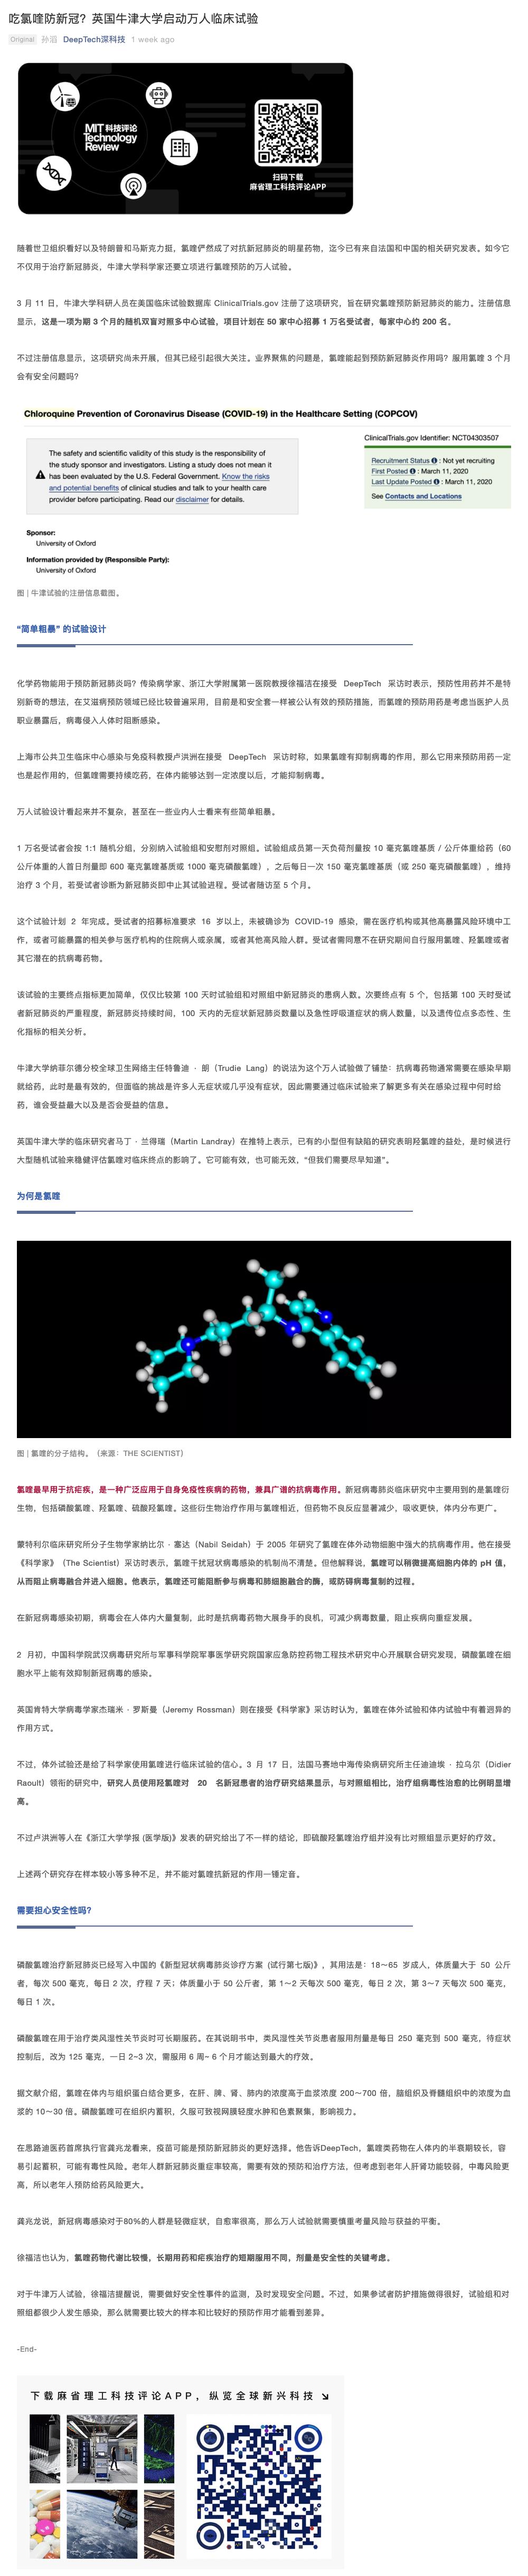 吃氯喹防新冠？英国牛津大学启动万人临床试验
Original 孙滔 DeepTech深科技 1 week ago
MIT 科技评论
Technology
Review
扫码下载
麻省理工科技评论APP
随着世卫组织看好以及特朗普和马斯克力挺，氯喹俨然成了对抗新冠肺炎的明星药物，迄今已有来自法国和中国的相关研究发表。如今它
不仅用于治疗新冠肺炎，牛津大学科学家还要立项进行氯喹预防的万人试验。
3 月 11 日，牛津大学科研人员在美国临床试验数据库 ClinicalTrials.gov 注册了这项研究，旨在研究氯喹预防新冠肺炎的能力。注册信息
显示，这是一项为期 3 个月的随机双盲对照多中心试验，项目计划在 50 家中心招募 1 万名受试者，每家中心约 200 名。
不过注册信息显示，这项研究尚未开展，但其已经引起很大关注。业界聚焦的问题是，氯喹能起到预防新冠肺炎作用吗？服用氯喹 3 个月
会有安全问题吗？
Chloroquine Prevention of Coronavirus Disease (COVID-19) in the Healthcare Setting (COPCOV)
The safety and scientific validity of this study is the responsibility of
the study sponsor and investigators. Listing a study does not mean it
has been evaluated by the U.S. Federal Government. Know the risks
and potential benefits of clinical studies and talk to your health care
provider before participating. Read our disclaimer for details.
ClinicalTrials.gov Identifier: NCT04303507
Recruitment Status : Not yet recruiting
First Posted : March 11, 2020
Last Update Posted : March 11, 2020
See Contacts and Locations
Sponsor:
University of Oxford
Information provided by (Responsible Party):
University of Oxford
图 | 牛津试验的注册信息截图。
“简单粗暴” 的试验设计
化学药物能用于预防新冠肺炎吗？传染病学家、浙江大学附属第一医院教授徐福洁在接受 DeepTech 采访时表示，预防性用药并不是特
别新奇的想法，在艾滋病预防领域已经比较普遍采用，目前是和安全套一样被公认有效的预防措施，而氯喹的预防用药是考虑当医护人员
职业暴露后，病毒侵入人体时阻断感染。
上海市公共卫生临床中心感染与免疫科教授卢洪洲在接受 DeepTech 采访时称，如果氯喹有抑制病毒的作用，那么它用来预防用药一定
也是起作用的，但氯喹需要持续吃药，在体内能够达到一定浓度以后，才能抑制病毒。
万人试验设计看起来并不复杂，甚至在一些业内人士看来有些简单粗暴。
1 万名受试者会按 1:1 随机分组，分别纳入试验组和安慰剂对照组。试验组成员第一天负荷剂量按 10 毫克氯喹基质 / 公斤体重给药（60
公斤体重的人首日剂量即 600 毫克氯喹基质或 1000 毫克磷酸氯喹），之后每日一次 150 毫克氯喹基质（或 250 毫克磷酸氯喹），维持
治疗 3 个月，若受试者诊断为新冠肺炎即中止其试验进程。受试者随访至 5 个月。
这个试验计划 2 年完成。受试者的招募标准要求 16 岁以上，未被确诊为 COVID-19 感染，需在医疗机构或其他高暴露风险环境中工
作，或者可能暴露的相关参与医疗机构的住院病人或亲属，或者其他高风险人群。受试者需同意不在研究期间自行服用氯喹、羟氯喹或者
其它潜在的抗病毒药物。
该试验的主要终点指标更加简单，仅仅比较第 100 天时试验组和对照组中新冠肺炎的患病人数。次要终点有 5 个，包括第 100 天时受试
者新冠肺炎的严重程度，新冠肺炎持续时间，100 天内的无症状新冠肺炎数量以及急性呼吸道症状的病人数量，以及遗传位点多态性、生
化指标的相关分析。
牛津大学纳菲尔德分校全球卫生网络主任特鲁迪 · 朗（Trudie Lang）的说法为这个万人试验做了铺垫：抗病毒药物通常需要在感染早期
就给药，此时是最有效的，但面临的挑战是许多人无症状或几乎没有症状，因此需要通过临床试验来了解更多有关在感染过程中何时给
药，谁会受益最大以及是否会受益的信息。
英国牛津大学的临床研究者马丁 · 兰得瑞（Martin Landray）在推特上表示，已有的小型但有缺陷的研究表明羟氯喹的益处，是时候进行
大型随机试验来稳健评估氯喹对临床终点的影响了。它可能有效，也可能无效，“但我们需要尽早知道”。
为何是氯喹
图 | 氯喹的分子结构。（来源：THE SCIENTIST）
氯喹最早用于抗疟疾，是一种广泛应用于自身免疫性疾病的药物，兼具广谱的抗病毒作用。新冠病毒肺炎临床研究中主要用到的是氯喹衍
生物，包括磷酸氯喹、羟氯喹、硫酸羟氯喹。这些衍生物治疗作用与氯喹相近，但药物不良反应显著减少，吸收更快，体内分布更广。
蒙特利尔临床研究所分子生物学家纳比尔 · 塞达（Nabil Seidah）于 2005 年研究了氯喹在体外动物细胞中强大的抗病毒作用。他在接受
《科学家》（The Scientist）采访时表示，氯喹干扰冠状病毒感染的机制尚不清楚。但他解释说，氯喹可以稍微提高细胞内体的 pH 值，
从而阻止病毒融合并进入细胞。他表示，氯喹还可能阻断参与病毒和肺细胞融合的酶，或防碍病毒复制的过程。
在新冠病毒感染初期，病毒会在人体内大量复制，此时是抗病毒药物大展身手的良机，可减少病毒数量，阻止疾病向重症发展。
2 月初，中国科学院武汉病毒研究所与军事科学院军事医学研究院国家应急防控药物工程技术研究中心开展联合研究发现，磷酸氯喹在细
胞水平上能有效抑制新冠病毒的感染。
英国肯特大学病毒学家杰瑞米 · 罗斯曼（Jeremy Rossman）则在接受《科学家》采访时认为，氯喹在体外试验和体内试验中有着迥异的
作用方式。
不过，体外试验还是给了科学家使用氯喹进行临床试验的信心。3 月 17 日，法国马赛地中海传染病研究所主任迪迪埃 · 拉乌尔（Didier
Raoult）领衔的研究中，研究人员使用羟氯喹对 20 名新冠患者的治疗研究结果显示，与对照组相比，治疗组病毒性治愈的比例明显增
高。
不过卢洪洲等人在《浙江大学学报 (医学版)》发表的研究给出了不一样的结论，即硫酸羟氯喹治疗组并没有比对照组显示更好的疗效。
上述两个研究存在样本较小等多种不足，并不能对氯喹抗新冠的作用一锤定音。
需要担心安全性吗？
磷酸氯喹治疗新冠肺炎已经写入中国的《新型冠状病毒肺炎诊疗方案 (试行第七版)》，其用法是：18～65 岁成人，体质量大于 50 公斤
者，每次 500 毫克，每日 2 次，疗程 7 天；体质量小于 50 公斤者，第 1～2 天每次 500 毫克，每日 2 次，第 3～7 天每次 500 毫克，
每日 1 次。
磷酸氯喹在用于治疗类风湿性关节炎时可长期服药。在其说明书中，类风湿性关节炎患者服用剂量是每日 250 毫克到 500 毫克，待症状
控制后，改为 125 毫克，一日 2~3 次，需服用 6 周~ 6 个月才能达到最大的疗效。
据文献介绍，氯喹在体内与组织蛋白结合更多，在肝、脾、肾、肺内的浓度高于血浆浓度 200～700 倍，脑组织及脊髓组织中的浓度为血
浆的 10～30 倍。磷酸氯喹可在组织内蓄积，久服可致视网膜轻度水肿和色素聚集，影响视力。
在思路迪医药首席执行官龚兆龙看来，疫苗可能是预防新冠肺炎的更好选择。他告诉DeepTech，氯喹类药物在人体内的半衰期较长，容
易引起蓄积，可能有毒性风险。老年人群新冠肺炎重症率较高，需要有效的预防和治疗方法，但考虑到老年人肝肾功能较弱，中毒风险更
高，所以老年人预防给药风险更大。
龚兆龙说，新冠病毒感染对于80%的人群是轻微症状，自愈率很高，那么万人试验就需要慎重考量风险与获益的平衡。
徐福洁也认为，氯喹药物代谢比较慢，长期用药和疟疾治疗的短期服用不同，剂量是安全性的关键考虑。
对于牛津万人试验，徐福洁提醒说，需要做好安全性事件的监测，及时发现安全问题。不过，如果参试者防护措施做得很好，试验组和对
照组都很少人发生感染，那么就需要比较大的样本和比较好的预防作用才能看到差异。
-End-
下载麻省理工科技评论APP，纵览全球新兴科技 ↘